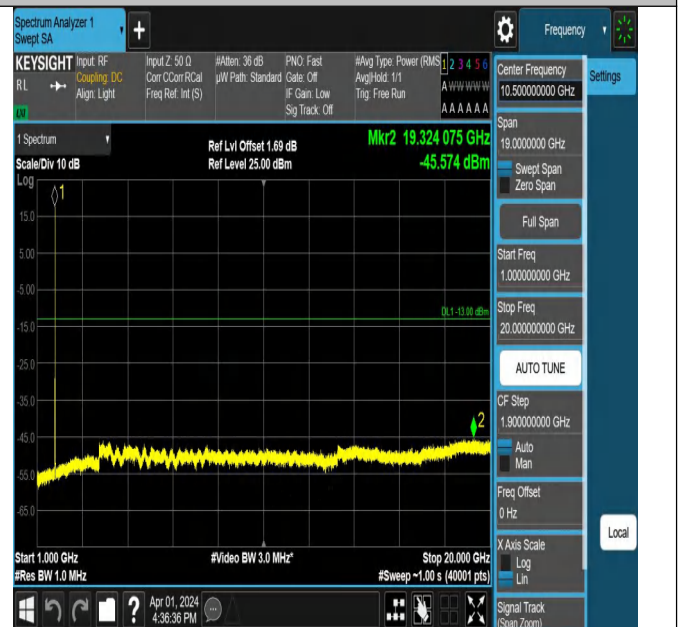 Spectrum Analyzer 1
Swept SA
+
Frequency
KEYSIGHT
RL
LXI
Input: RF
Coupling: DC
Align: Light
Input Z: 50 Ω
Corr CCorr RCal
Freq Ref: Int (S)
#Atten: 36 dB
µW Path: Standard
PNO: Fast
Gate: Off
IF Gain: Low
Sig Track: Off
#Avg Type: Power (RMS
Avg|Hold: 1/1
Trig: Free Run
1 2 3 4 5 6
A W W W W W
A A A A A A
1 Spectrum
Scale/Div 10 dB
Log
Ref Lvl Offset 1.69 dB
Ref Level 25.00 dBm
Mkr2 19.324 075 GHz
-45.574 dBm
1
15.0
5.00
-5.00
DL1 -13.00 dBm
-15.0
-25.0
-35.0
2
-45.0
-55.0
-65.0
Start 1.000 GHz
#Res BW 1.0 MHz
#Video BW 3.0 MHz*
Stop 20.000 GHz
#Sweep ~1.00 s (40001 pts)
Apr 01, 2024
4:36:36 PM
?
Center Frequency
10.500000000 GHz
Settings
Span
19.0000000 GHz
Swept Span
Zero Span
Full Span
Start Freq
1.000000000 GHz
Stop Freq
20.000000000 GHz
AUTO TUNE
CF Step
1.900000000 GHz
Auto
Man
Freq Offset
0 Hz
Local
X Axis Scale
Log
Lin
Signal Track
(Span Zoom)